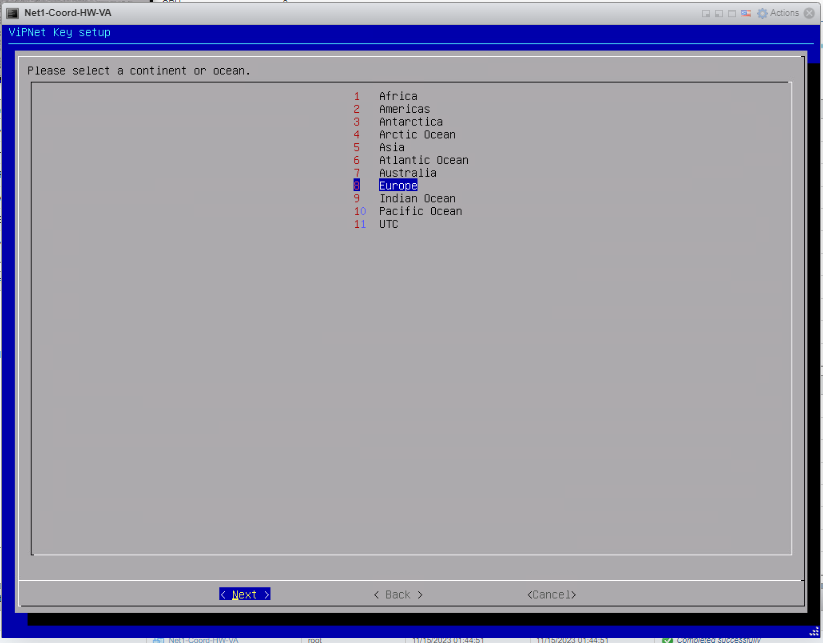 Net1-Coord-HW-VA
Actions
ViPNet Key setup
Please select a continent or ocean.
1 Africa
2 Americas
3 Antarctica
4 Arctic Ocean
5 Asia
6 Atlantic Ocean
7 Australia
8 Europe
9 Indian Ocean
10 Pacific Ocean
11 UTC
< Next > < Back > <Cancel>
Net1-Coord-HW-VA root 11/15/2023 01:44:51 11/15/2023 01:44:51 Completed successfully